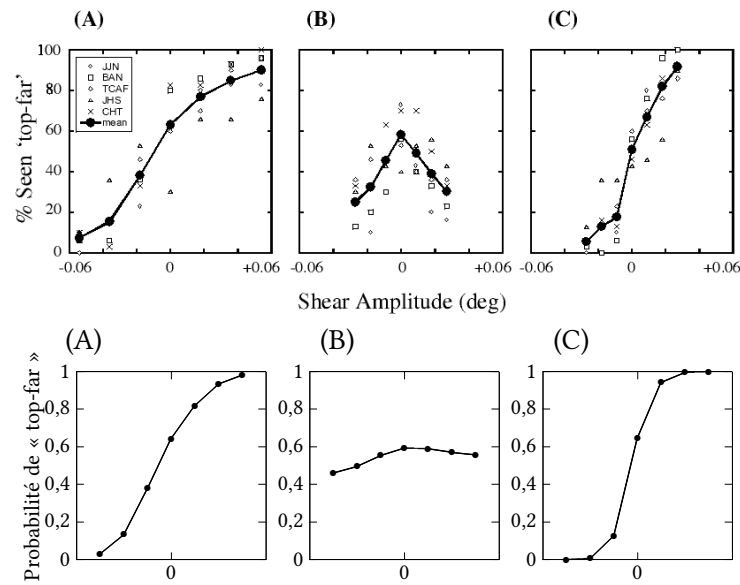 (A) (B) (C)
% Seen ‘top-far’
100
80
60
40
20
0
JJN
BAN
TCAF
JHS
CHT
mean
-0.06 0 +0.06
-0.06 0 +0.06
-0.06 0 +0.06
Shear Amplitude (deg)
(A) (B) (C)
Probabilité de « top-far »
1
0,8
0,6
0,4
0,2
0
0
1
0,8
0,6
0,4
0,2
0
0
1
0,8
0,6
0,4
0,2
0
0